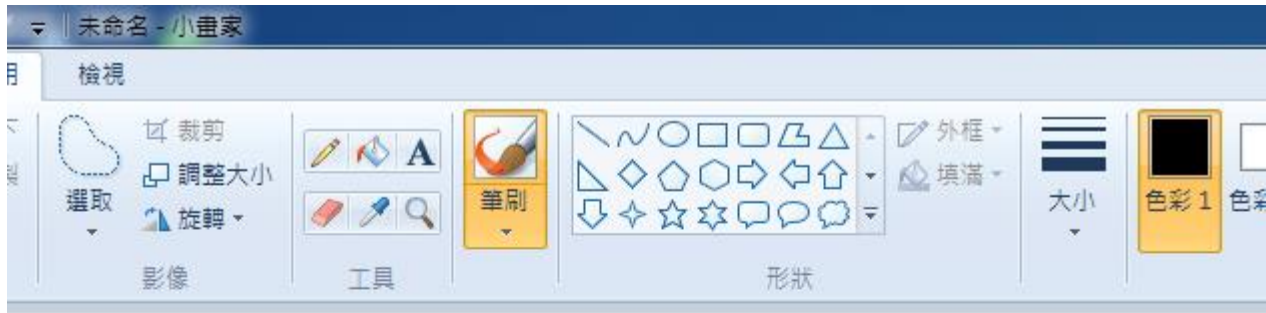 未命名 - 小畫家
檢視
裁剪
調整大小
選取
旋轉
影像
A
工具
筆刷
外框
填滿
形狀
大小
色彩 1
色